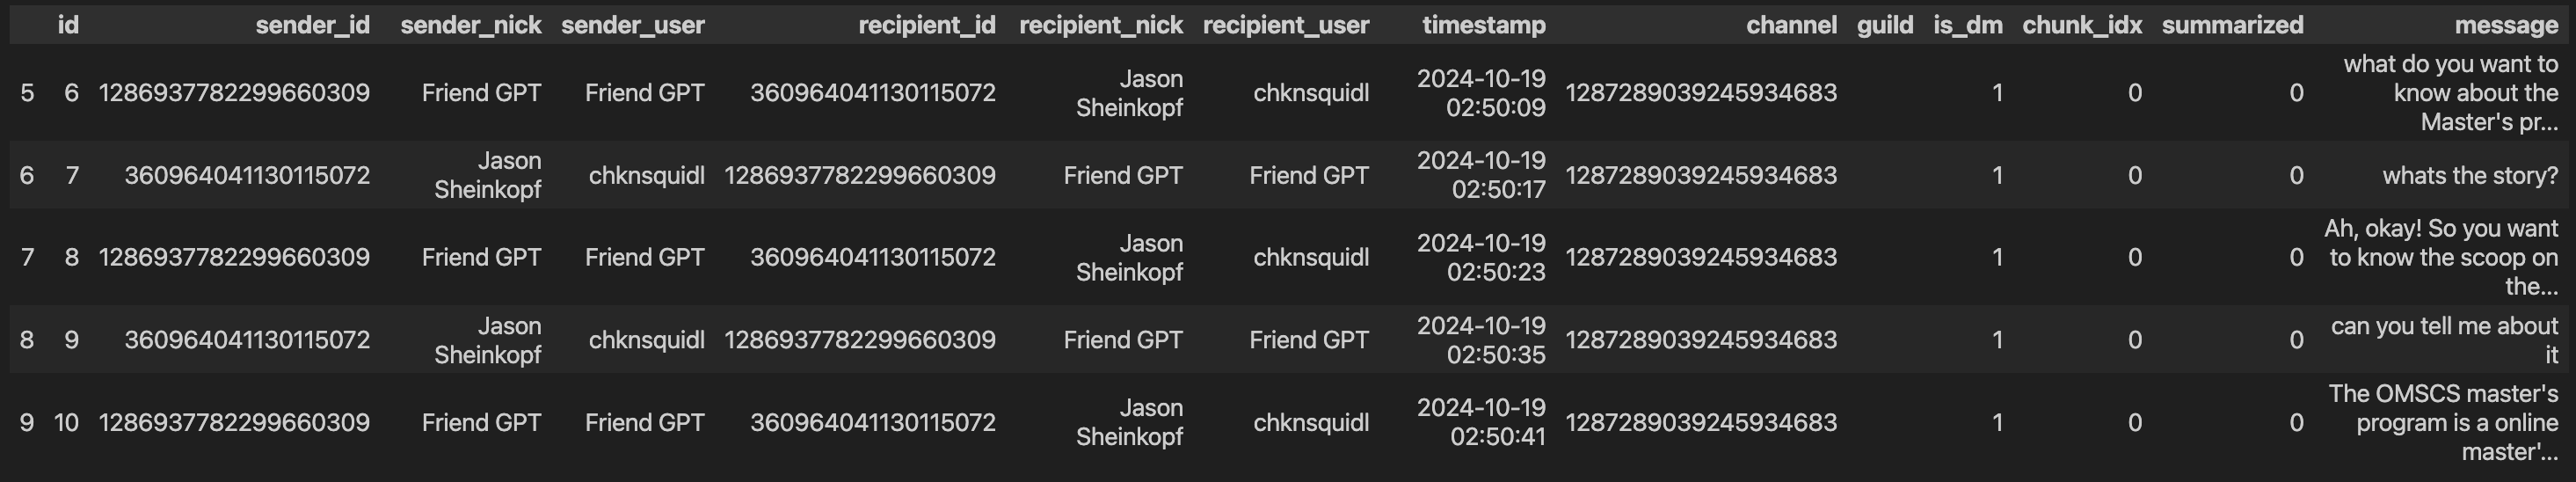 id sender_id sender_nick sender_user recipient_id recipient_nick recipient_user timestamp channel guild is_dm chunk_idx summarized message
5 6 1286937782299660309 Friend GPT Friend GPT 360964041130115072 Jason Sheinkopf chknsquidl 2024-10-19 02:50:09 1287289039245934683 1 0 0 what do you want to know about the Master's pr...
6 7 360964041130115072 Jason Sheinkopf chknsquidl 1286937782299660309 Friend GPT Friend GPT 2024-10-19 02:50:17 1287289039245934683 1 0 0 whats the story?
7 8 1286937782299660309 Friend GPT Friend GPT 360964041130115072 Jason Sheinkopf chknsquidl 2024-10-19 02:50:23 1287289039245934683 1 0 0 Ah, okay! So you want to know the scoop on the...
8 9 360964041130115072 Jason Sheinkopf chknsquidl 1286937782299660309 Friend GPT Friend GPT 2024-10-19 02:50:35 1287289039245934683 1 0 0 can you tell me about it
9 10 1286937782299660309 Friend GPT Friend GPT 360964041130115072 Jason Sheinkopf chknsquidl 2024-10-19 02:50:41 1287289039245934683 1 0 0 The OMSCS master's program is a online master'...